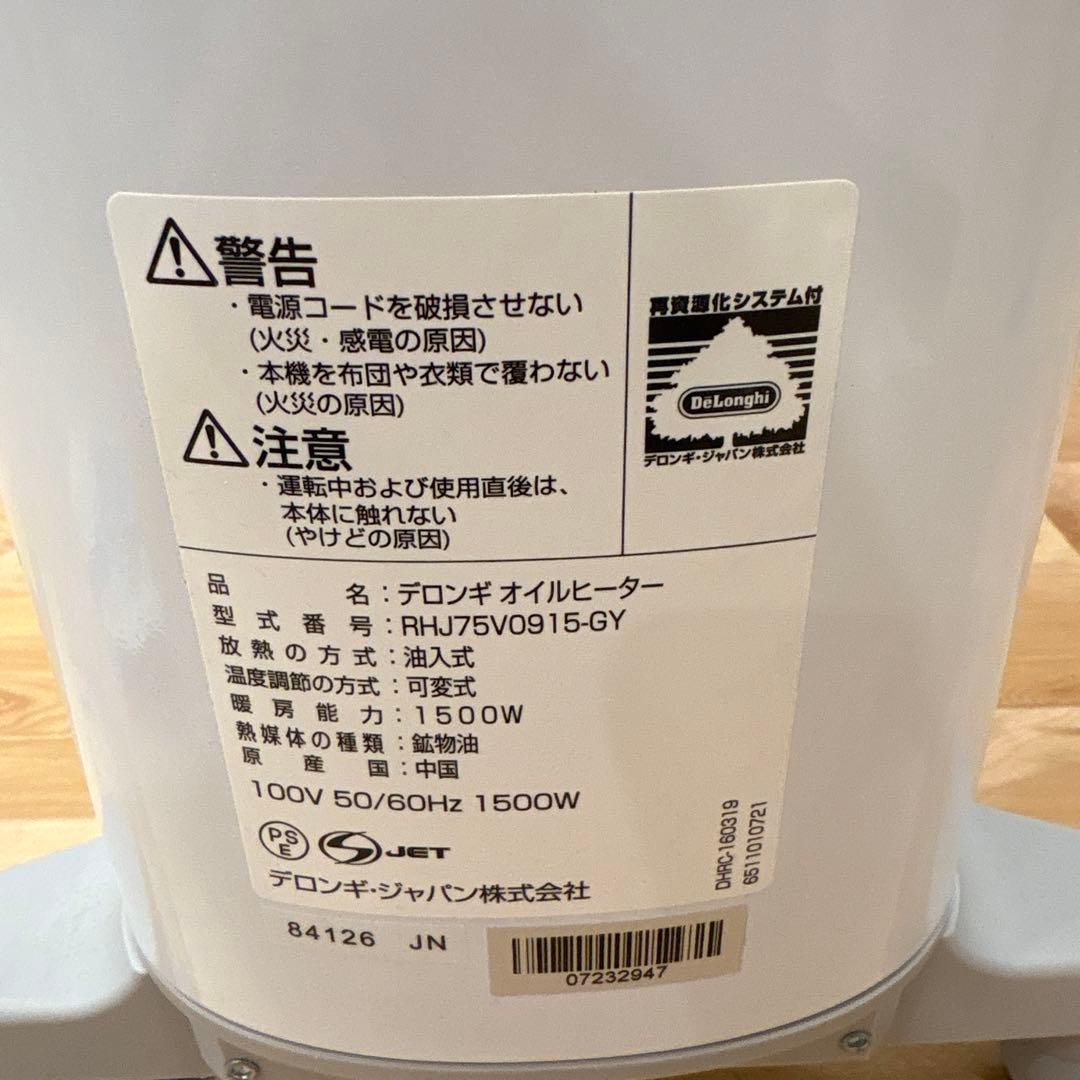 警告
・電源コードを破損させない
(火災・感電の原因)
・本機を布団や衣類で覆わない
(火災の原因)
注意
・運転中および使用直後は、
本体に触れない
(やけどの原因)
再資源化システム付
DeLonghi
デロンギ・ジャパン株式会社
品名：デロンギ オイルヒーター
型式番号：RHJ75V0915-GY
放熱の方式：油入式
温度調節の方式：可変式
暖房能力：1500W
熱媒体の種類：鉱物油
原産国：中国
100V 50/60Hz 1500W
PSE JET
デロンギ・ジャパン株式会社
DHRC-160319
6511010721
84126 JN
07232947